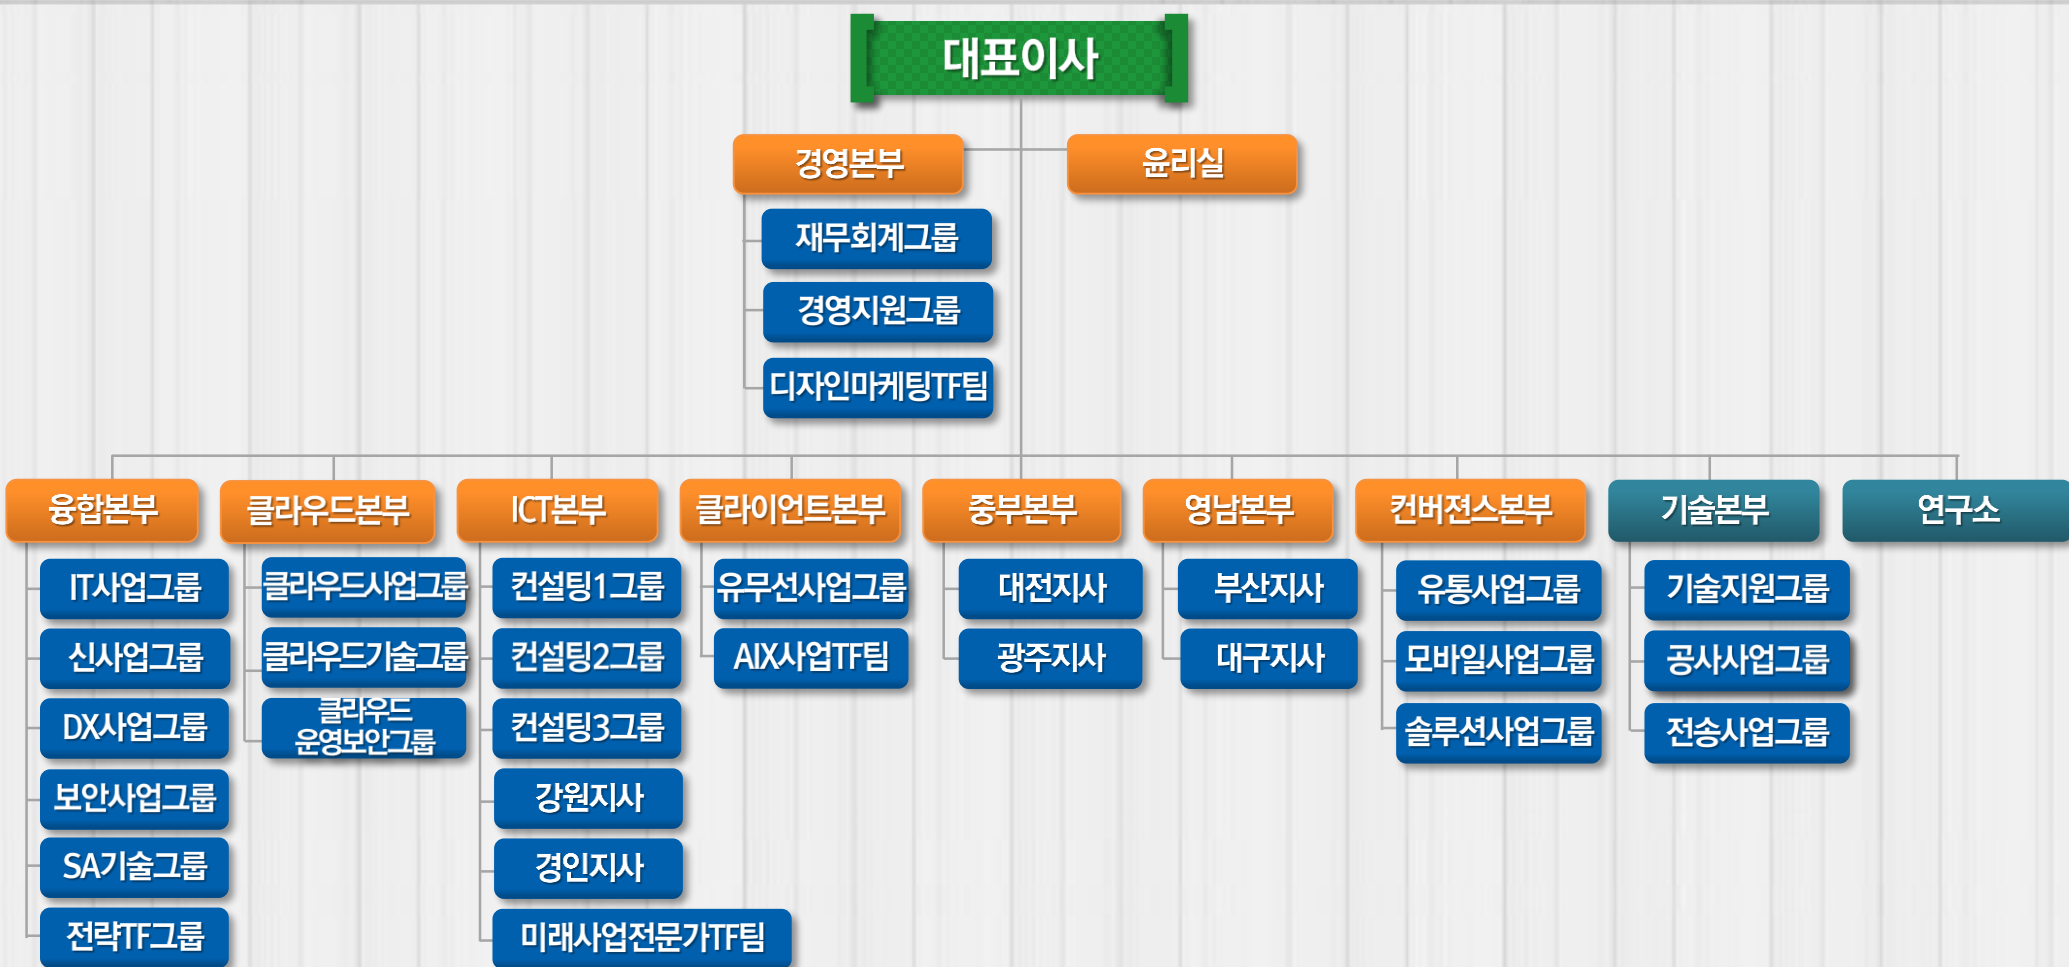 대표이사
경영본부
윤리실
재무회계그룹
경영지원그룹
디자인마케팅TF팀
융합본부
클라우드본부
ICT본부
클라이언트본부
중부본부
영남본부
컨버젼스본부
기술본부
연구소
IT사업그룹
신사업그룹
DX사업그룹
보안사업그룹
SA기술그룹
전략TF그룹
클라우드사업그룹
클라우드기술그룹
클라우드
운영보안그룹
컨설팅1그룹
컨설팅2그룹
컨설팅3그룹
강원지사
경인지사
미래사업전문가TF팀
유무선사업그룹
AIX사업TF팀
대전지사
광주지사
부산지사
대구지사
유통사업그룹
모바일사업그룹
솔루션사업그룹
기술지원그룹
공사사업그룹
전송사업그룹